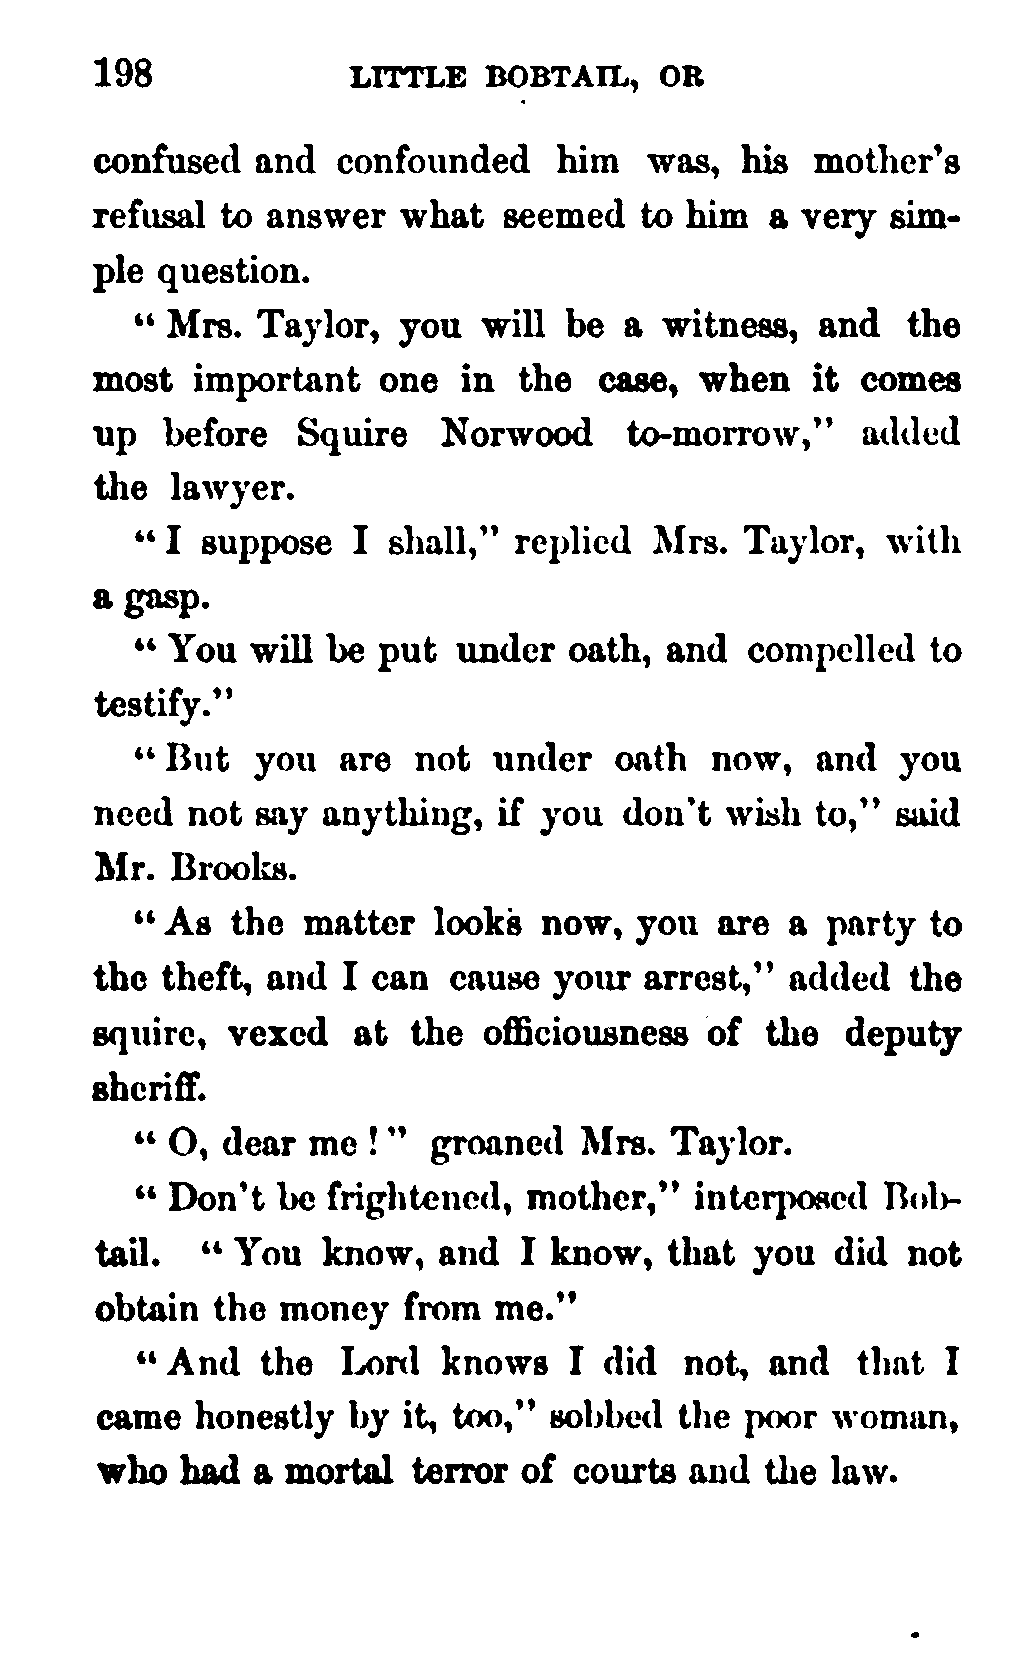 198 LITTLE BOBTAIL, OR
confused and confounded him was, his mother's
refusal to answer what seemed to him a very sim-
ple question.
"Mrs. Taylor, you will be a witness, and the
most important one in the case, when it comes
up before Squire Norwood to-morrow," added
the lawyer.
"I suppose I shall," replied Mrs. Taylor, with
a gasp.
"You will be put under oath, and compelled to
testify."
"But you are not under oath now, and you
need not say anything, if you don't wish to," said
Mr. Brooks.
"As the matter looks now, you are a party to
the theft, and I can cause your arrest," added the
squire, vexed at the officiousness of the deputy
sheriff.
"O, dear me!" groaned Mrs. Taylor.
"Don't be frightened, mother," interposed Bob-
tail. "You know, and I know, that you did not
obtain the money from me."
"And the Lord knows I did not, and that I
came honestly by it, too," sobbed the poor woman,
who had a mortal terror of courts and the law.